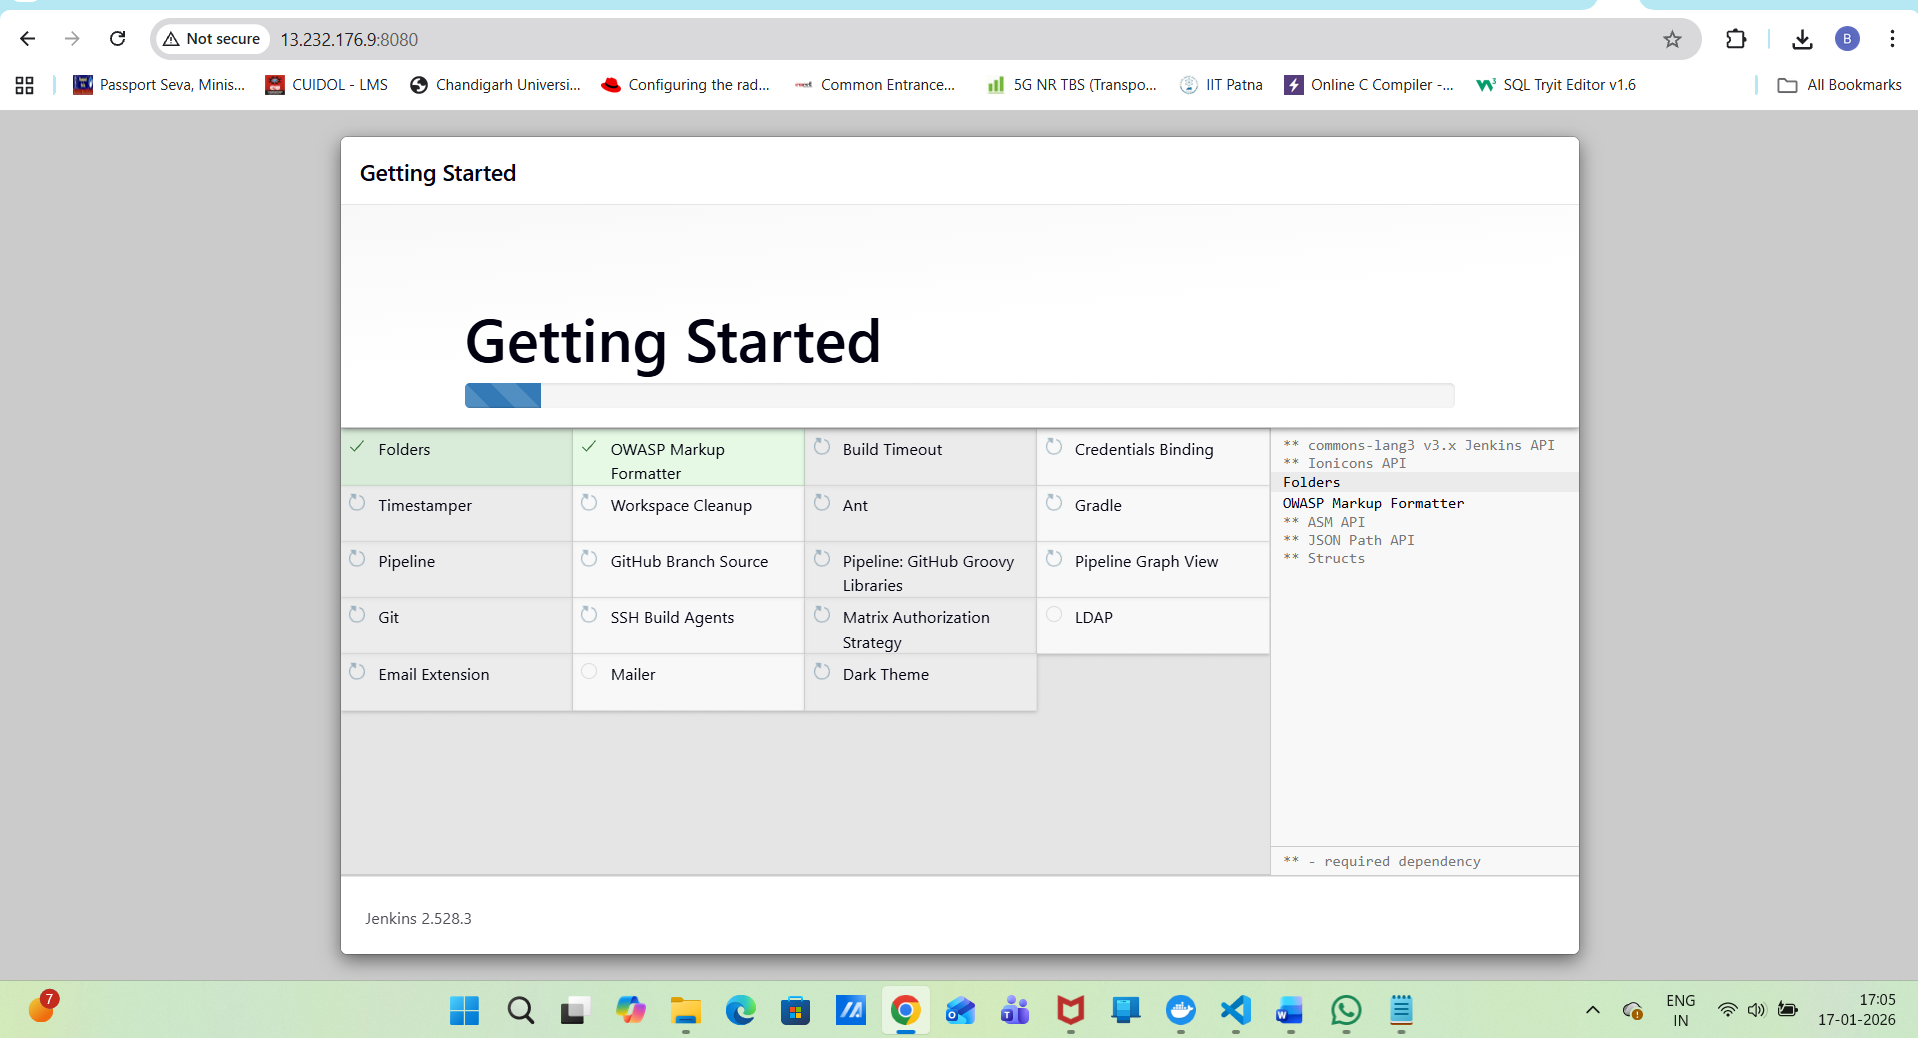 Not secure
13.232.176.9:8080
Passport Seva, Minis...
CUIDOL - LMS
Chandigarh Universi...
Configuring the rad...
Common Entrance...
5G NR TBS (Transpo...
IIT Patna
Online C Compiler -...
SQL Tryit Editor v1.6
All Bookmarks
B
Getting Started
Getting Started
Folders
OWASP Markup
Formatter
Build Timeout
Credentials Binding
Timestamper
Workspace Cleanup
Ant
Gradle
Pipeline
GitHub Branch Source
Pipeline: GitHub Groovy
Libraries
Pipeline Graph View
Git
SSH Build Agents
Matrix Authorization
Strategy
LDAP
Email Extension
Mailer
Dark Theme
** commons-lang3 v3.x Jenkins API
** Ionicons API
Folders
OWASP Markup Formatter
** ASM API
** JSON Path API
** Structs
** - required dependency
Jenkins 2.528.3
7
ENG
IN
17:05
17-01-2026